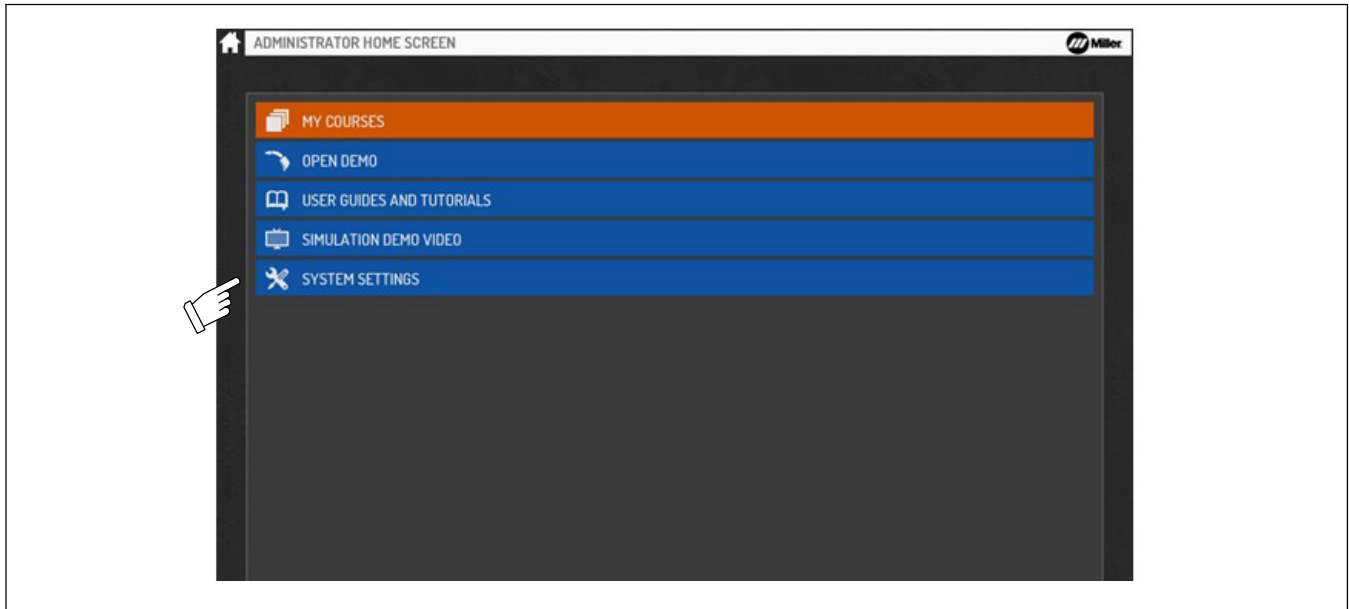 ADMINISTRATOR HOME SCREEN
Miller
MY COURSES
OPEN DEMO
USER GUIDES AND TUTORIALS
SIMULATION DEMO VIDEO
SYSTEM SETTINGS